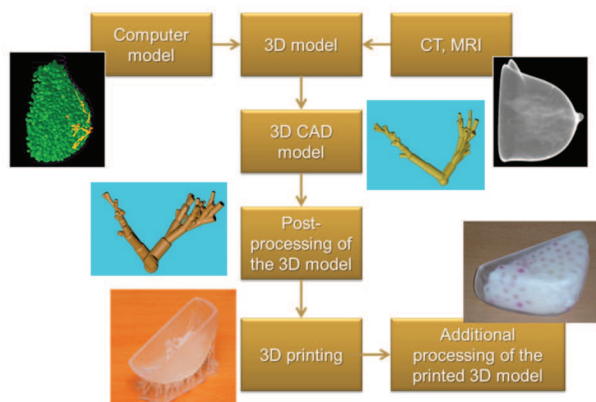 Computer
model
3D model
CT, MRI
3D CAD
model
Post-
processing of
the 3D model
3D printing
Additional
processing of the
printed 3D model